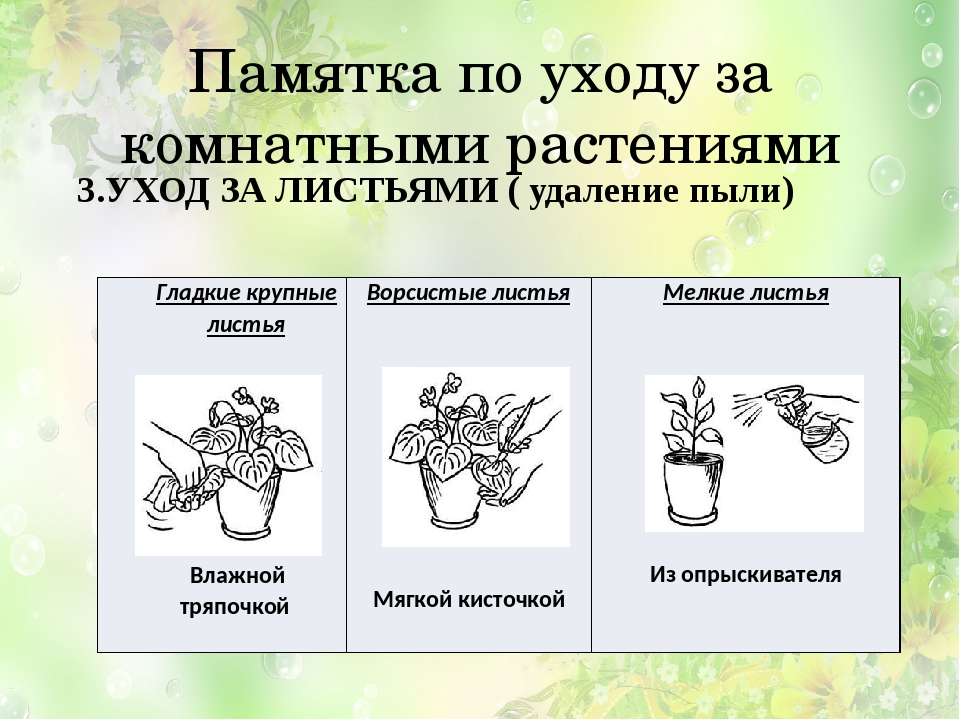 Памятка по уходу за
комнатными растениями
3.УХОД ЗА ЛИСТЬЯМИ ( удаление пыли)
Гладкие крупные
листья
Влажной
тряпочкой
Ворсистые листья
Мягкой кисточкой
Мелкие листья
Из опрыскивателя